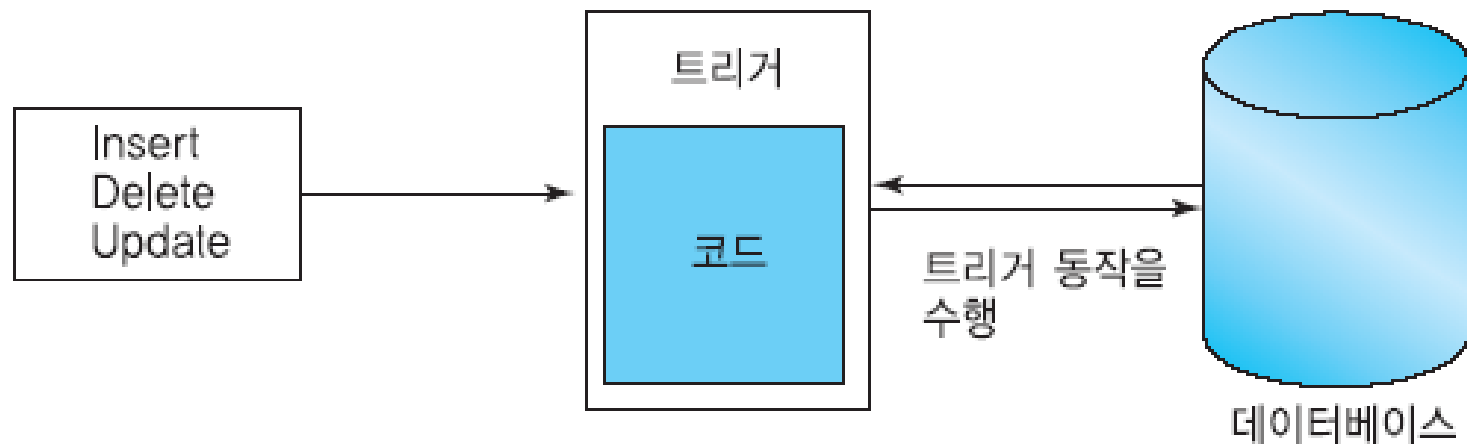 Insert
Delete
Update
트리거
코드
트리거 동작을
수행
데이터베이스